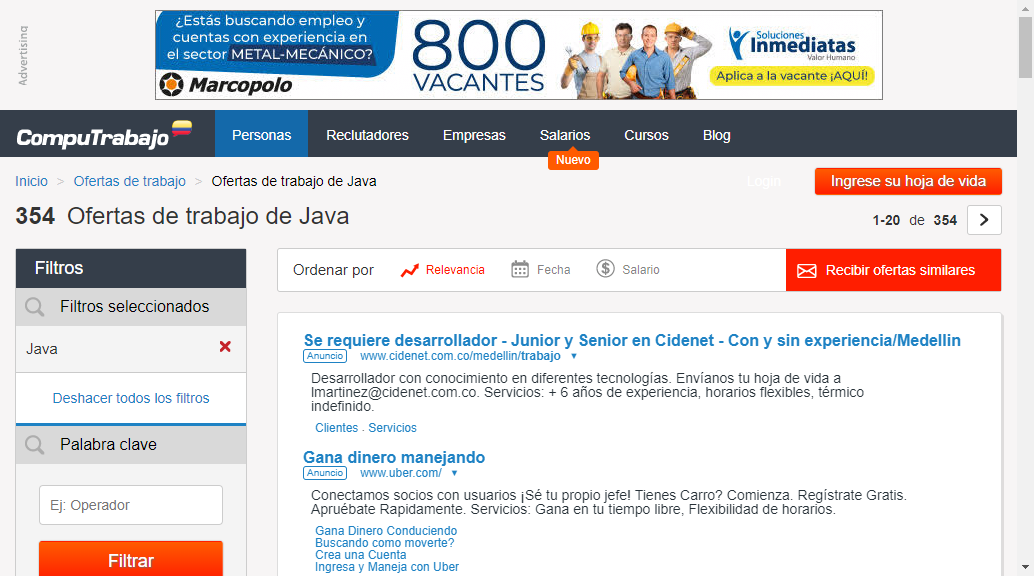 Advertising
¿Estás buscando empleo y
cuentas con experiencia en
el sector METAL-MECÁNICO?
Marcopolo
800
VACANTES
Soluciones
Inmediatas
Valor Humano
Aplica a la vacante ¡AQUÍ!
CompuTrabajo
Personas Reclutadores Empresas Salarios Cursos Blog
Nuevo
Inicio > Ofertas de trabajo > Ofertas de trabajo de Java
Login
Ingrese su hoja de vida
354 Ofertas de trabajo de Java
1-20 de 354 >
Filtros
Filtros seleccionados
Java
Deshacer todos los filtros
Palabra clave
Ej: Operador
Filtrar
Ordenar por Relevancia Fecha Salario
Recibir ofertas similares
Se requiere desarrollador - Junior y Senior en Cidenet - Con y sin experiencia/Medellin
Anuncio www.cidenet.com.co/medellin/trabajo
Desarrollador con conocimiento en diferentes tecnologías. Envíanos tu hoja de vida a
lmartinez@cidenet.com.co. Servicios: + 6 años de experiencia, horarios flexibles, térmico
indefinido.
Clientes . Servicios
Gana dinero manejando
Anuncio www.uber.com/
Conectamos socios con usuarios ¡Sé tu propio jefe! Tienes Carro? Comienza. Regístrate Gratis.
Apruébate Rapidamente. Servicios: Gana en tu tiempo libre, Flexibilidad de horarios.
Gana Dinero Conduciendo
Buscando como moverte?
Crea una Cuenta
Ingresa y Maneja con Uber